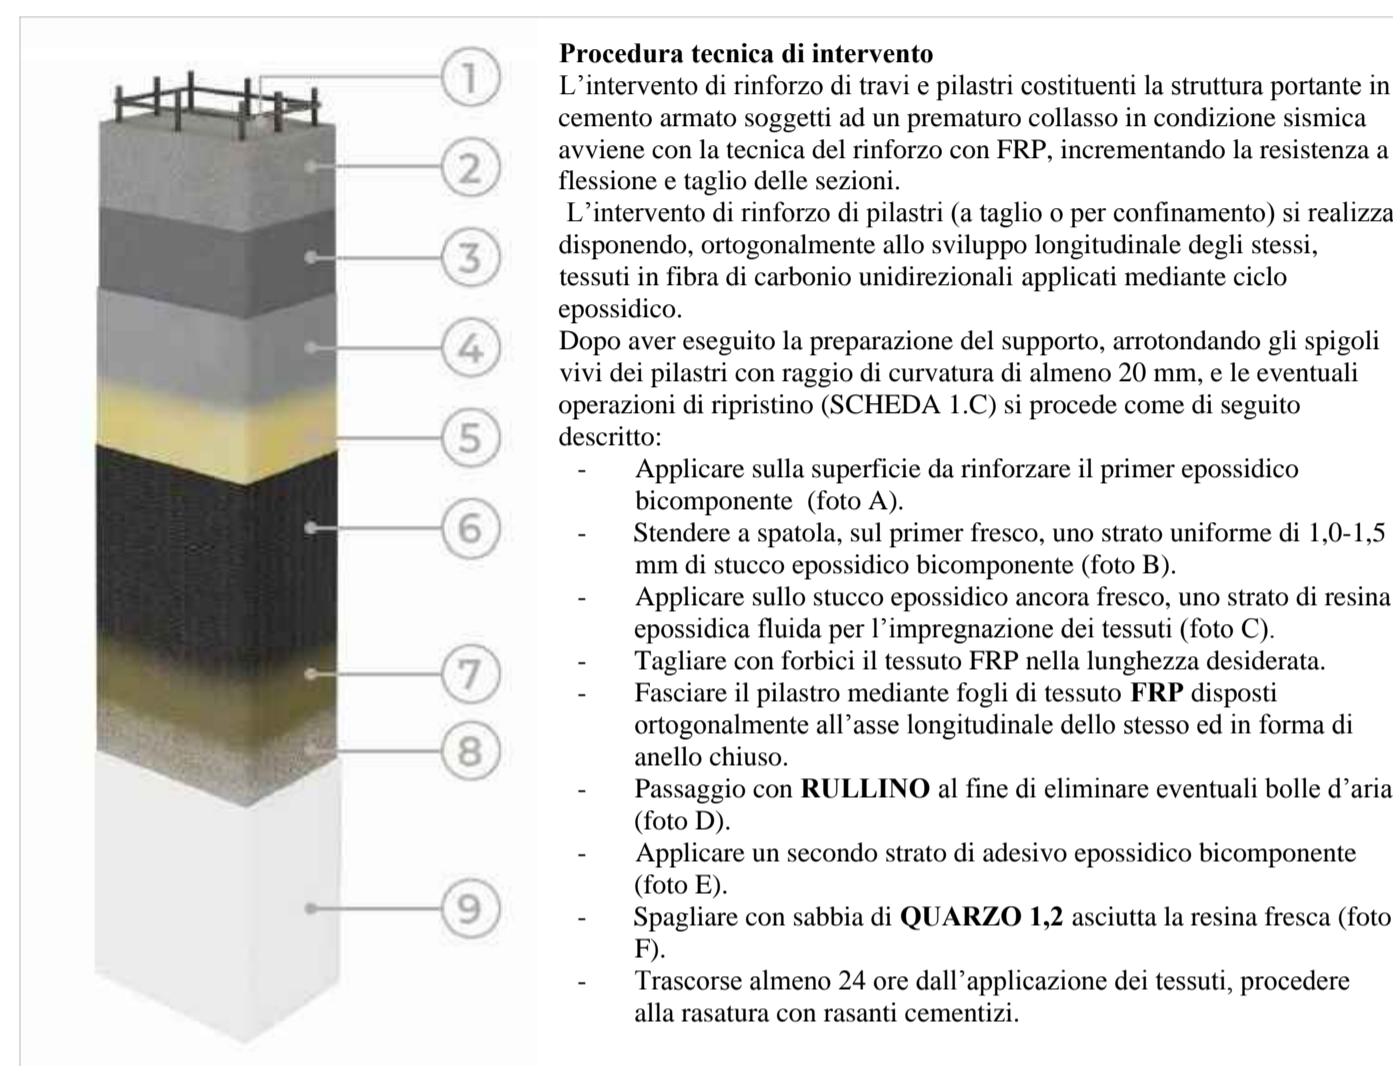 1
2
3
4
5
6
7
8
9
Procedura tecnica di intervento
L’intervento di rinforzo di travi e pilastri costituenti la struttura portante in
cemento armato soggetti ad un prematuro collasso in condizione sismica
avviene con la tecnica del rinforzo con FRP, incrementando la resistenza a
flessione e taglio delle sezioni.
L’intervento di rinforzo di pilastri (a taglio o per confinamento) si realizza
disponendo, ortogonalmente allo sviluppo longitudinale degli stessi,
tessuti in fibra di carbonio unidirezionali applicati mediante ciclo
epossidico.
Dopo aver eseguito la preparazione del supporto, arrotondando gli spigoli
vivi dei pilastri con raggio di curvatura di almeno 20 mm, e le eventuali
operazioni di ripristino (SCHEDA 1.C) si procede come di seguito
descritto:
- Applicare sulla superficie da rinforzare il primer epossidico
bicomponente (foto A).
- Stendere a spatola, sul primer fresco, uno strato uniforme di 1,0-1,5
mm di stucco epossidico bicomponente (foto B).
- Applicare sullo stucco epossidico ancora fresco, uno strato di resina
epossidica fluida per l’impregnazione dei tessuti (foto C).
- Tagliare con forbici il tessuto FRP nella lunghezza desiderata.
- Fasciare il pilastro mediante fogli di tessuto FRP disposti
ortogonalmente all’asse longitudinale dello stesso ed in forma di
anello chiuso.
- Passaggio con RULLINO al fine di eliminare eventuali bolle d’aria
(foto D).
- Applicare un secondo strato di adesivo epossidico bicomponente
(foto E).
- Spagliare con sabbia di QUARZO 1,2 asciutta la resina fresca (foto
F).
- Trascorse almeno 24 ore dall’applicazione dei tessuti, procedere
alla rasatura con rasanti cementizi.